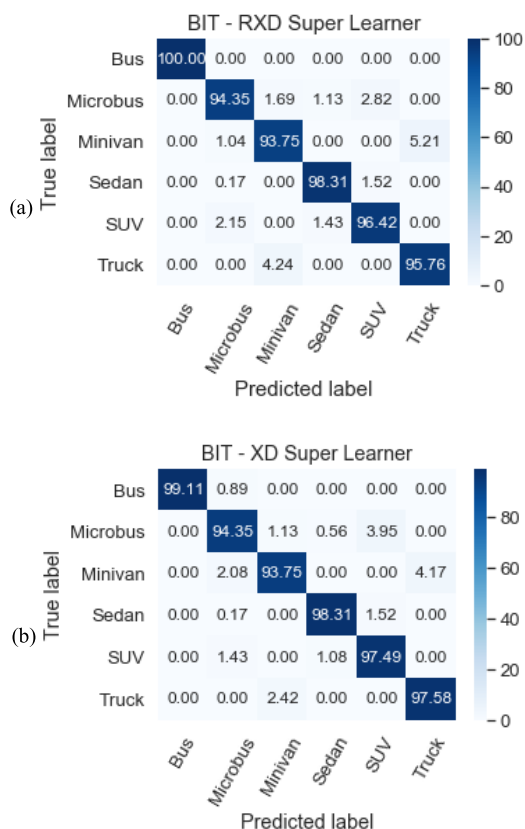 BIT - RXD Super Learner
Bus 100.00 0.00 0.00 0.00 0.00 0.00
Microbus 0.00 94.35 1.69 1.13 2.82 0.00
Minivan 0.00 1.04 93.75 0.00 0.00 5.21
Sedan 0.00 0.17 0.00 98.31 1.52 0.00
SUV 0.00 2.15 0.00 1.43 96.42 0.00
Truck 0.00 0.00 4.24 0.00 0.00 95.76
True label
(a)
Bus Microbus Minivan Sedan SUV Truck
Predicted label
100
80
60
40
20
0
BIT - XD Super Learner
Bus 99.11 0.89 0.00 0.00 0.00 0.00
Microbus 0.00 94.35 1.13 0.56 3.95 0.00
Minivan 0.00 2.08 93.75 0.00 0.00 4.17
Sedan 0.00 0.17 0.00 98.31 1.52 0.00
SUV 0.00 1.43 0.00 1.08 97.49 0.00
Truck 0.00 0.00 2.42 0.00 0.00 97.58
True label
(b)
Bus Microbus Minivan Sedan SUV Truck
Predicted label
80
60
40
20
0